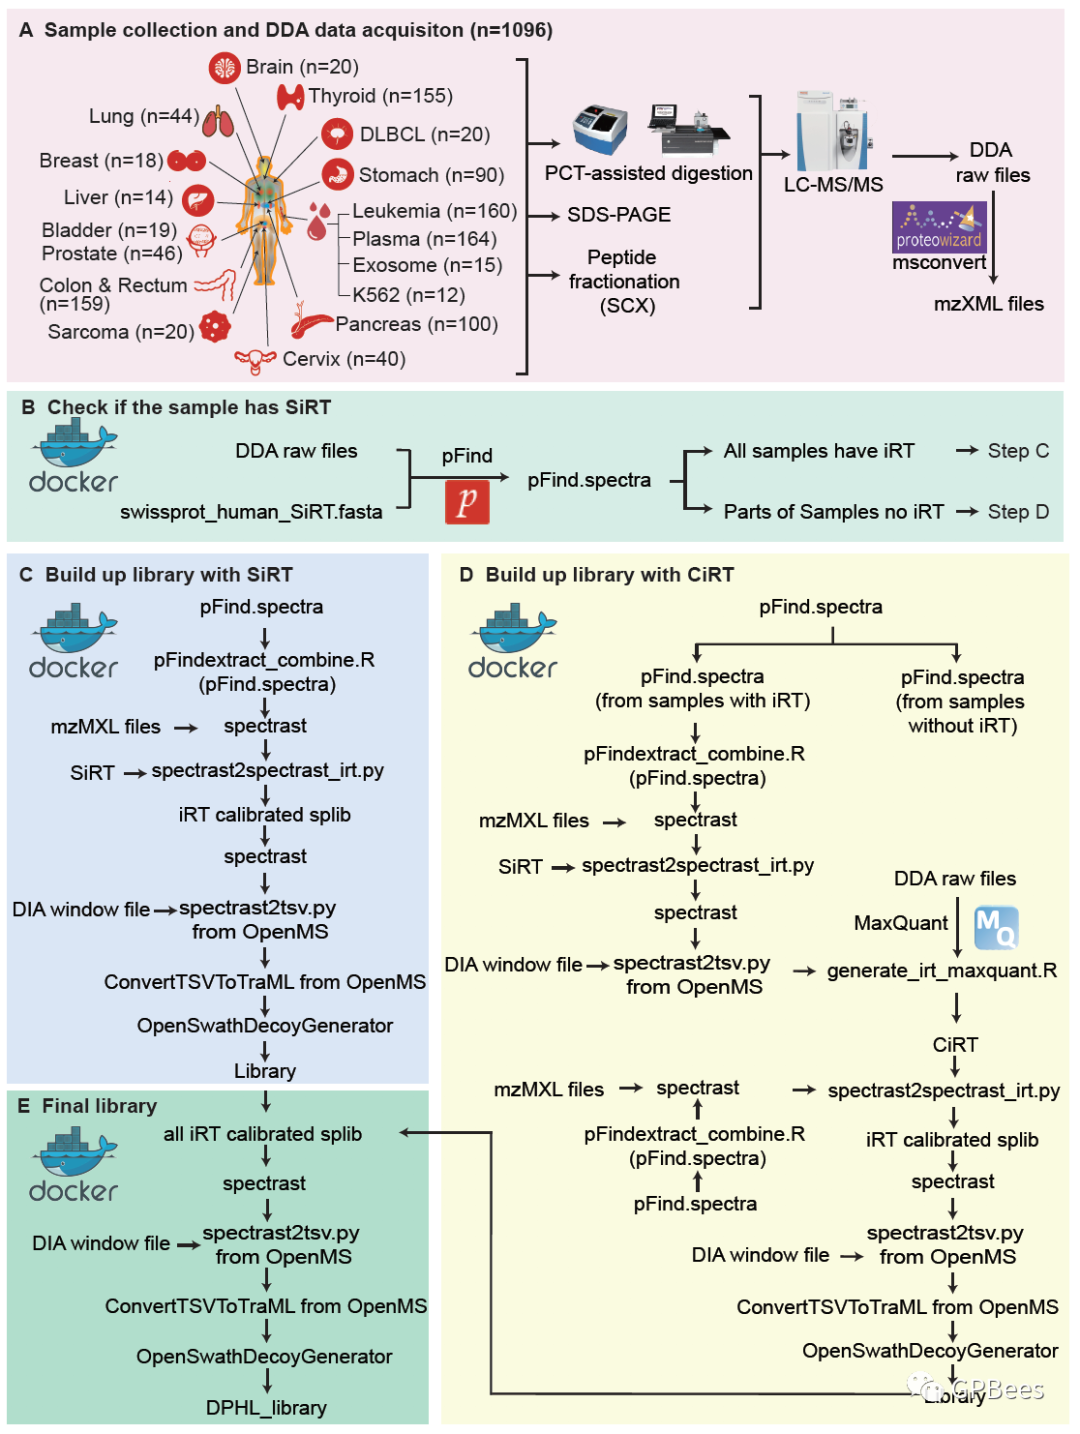 A Sample collection and DDA data acquisiton (n=1096)
Brain (n=20)
Thyroid (n=155)
Lung (n=44)
DLBCL (n=20)
Breast (n=18)
Stomach (n=90)
Liver (n=14)
Leukemia (n=160)
Bladder (n=19)
Plasma (n=164)
Prostate (n=46)
Exosome (n=15)
Colon & Rectum
(n=159)
K562 (n=12)
Sarcoma (n=20)
Pancreas (n=100)
Cervix (n=40)
PCT-assisted digestion
SDS-PAGE
Peptide
fractionation
(SCX)
LC-MS/MS
DDA
raw files
proteowizard
msconvert
mzXML files
B Check if the sample has SiRT
docker
DDA raw files
swissprot_human_SiRT.fasta
pFind
p
pFind.spectra
All samples have iRT
Step C
Parts of Samples no iRT
Step D
C Build up library with SiRT
docker
pFind.spectra
pFindextract_combine.R
(pFind.spectra)
mzMXL files
spectrast
SiRT
spectrast2spectrast_irt.py
iRT calibrated splib
spectrast
DIA window file
spectrast2tsv.py
from OpenMS
ConvertTSVToTraML from OpenMS
OpenSwathDecoyGenerator
Library
D Build up library with CiRT
docker
pFind.spectra
pFind.spectra
(from samples with iRT)
pFind.spectra
(from samples
without iRT)
pFindextract_combine.R
(pFind.spectra)
mzMXL files
spectrast
SiRT
spectrast2spectrast_irt.py
spectrast
DIA window file
spectrast2tsv.py
from OpenMS
DDA raw files
MaxQuant
MQ
generate_irt_maxquant.R
CiRT
mzMXL files
spectrast
spectrast2spectrast_irt.py
pFindextract_combine.R
(pFind.spectra)
pFind.spectra
iRT calibrated splib
spectrast
DIA window file
spectrast2tsv.py
from OpenMS
ConvertTSVToTraML from OpenMS
OpenSwathDecoyGenerator
Library
GPBees
E Final library
docker
all iRT calibrated splib
spectrast
DIA window file
spectrast2tsv.py
from OpenMS
ConvertTSVToTraML from OpenMS
OpenSwathDecoyGenerator
DPHL_library